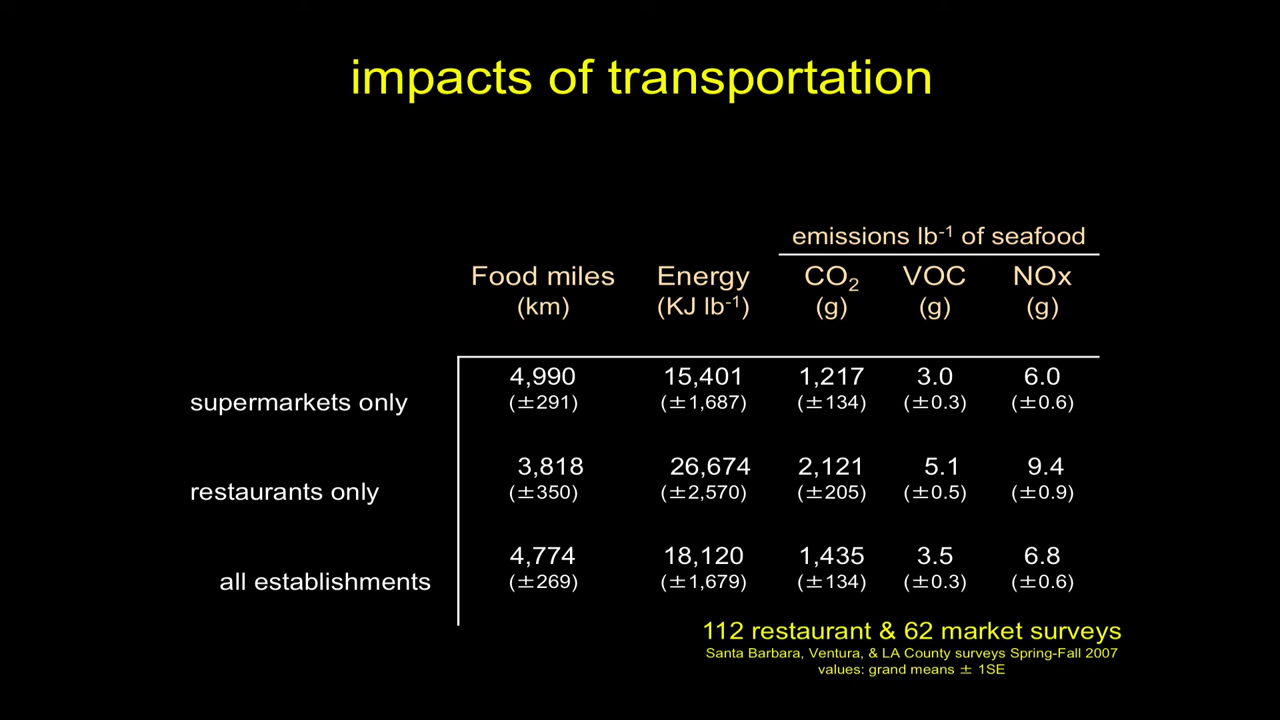 impacts of transportation
emissions lb⁻¹ of seafood
Food miles Energy CO₂ VOC NOx
(km) (KJ lb⁻¹) (g) (g) (g)
4,990 15,401 1,217 3.0 6.0
supermarkets only (±291) (±1,687) (±134) (±0.3) (±0.6)
3,818 26,674 2,121 5.1 9.4
restaurants only (±350) (±2,570) (±205) (±0.5) (±0.9)
4,774 18,120 1,435 3.5 6.8
all establishments (±269) (±1,679) (±134) (±0.3) (±0.6)
112 restaurant & 62 market surveys
Santa Barbara, Ventura, & LA County surveys Spring-Fall 2007
values: grand means ± 1SE